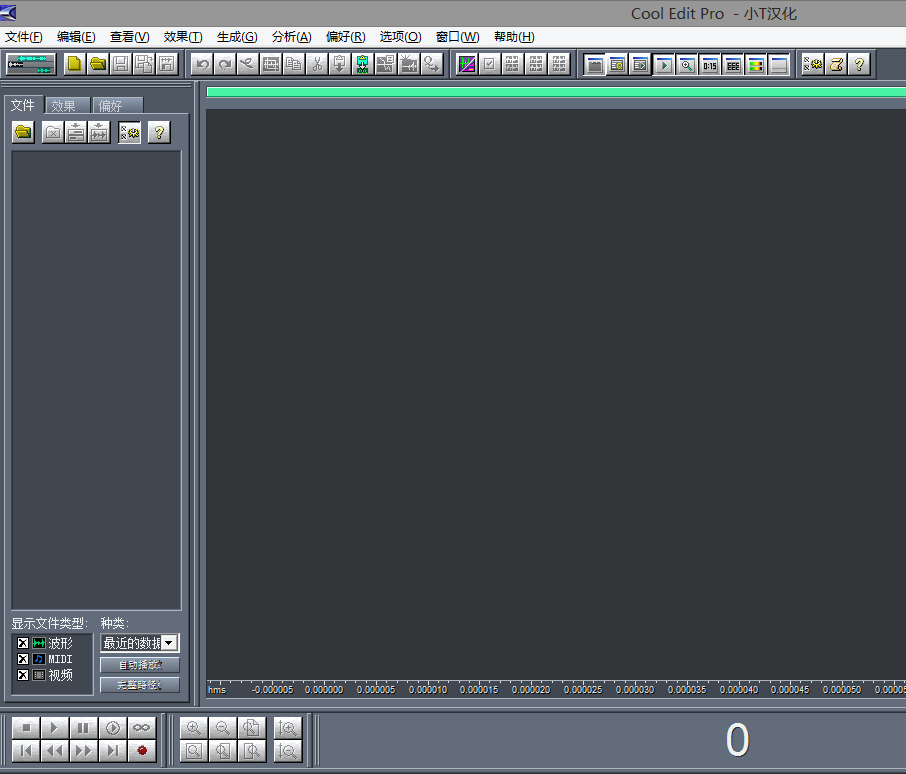 Cool Edit Pro - 小T汉化
文件(F) 编辑(E) 查看(V) 效果(T) 生成(G) 分析(A) 偏好(R) 选项(O) 窗口(W) 帮助(H)
0:15
文件 效果 偏好
显示文件类型: 种类:
波形 最近的数据
MIDI 自动播放
视频 完整路径
hms -0.000005 0.000000 0.000005 0.000010 0.000015 0.000020 0.000025 0.000030 0.000035 0.000040 0.000045 0.000050 0.00005
0